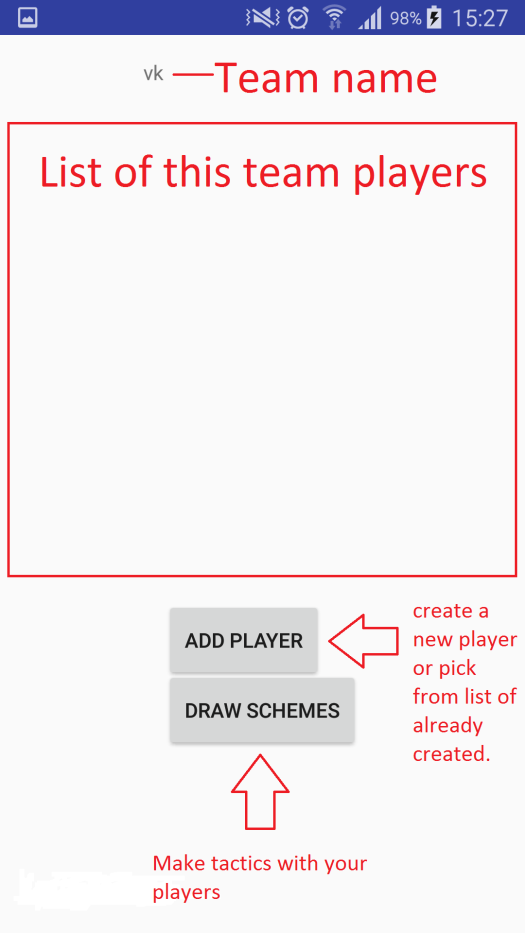 98% 15:27
vk Team name
List of this team players
ADD PLAYER
DRAW SCHEMES
create a
new player
or pick
from list of
already
created.
Make tactics with your
players